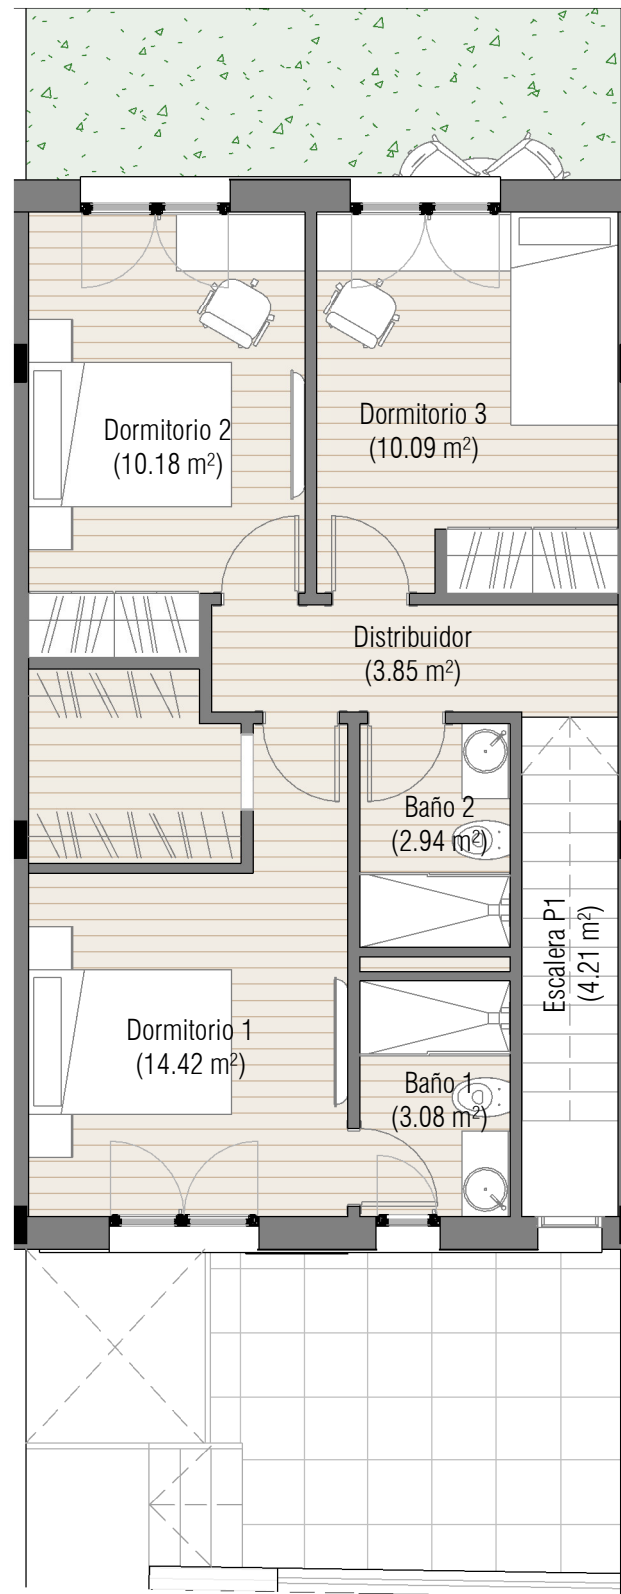 Dormitorio 2
(10.18 m²)
Dormitorio 3
(10.09 m²)
Distribuidor
(3.85 m²)
Baño 2
(2.94 m²)
Escalera P1
(4.21 m²)
Dormitorio 1
(14.42 m²)
Baño 1
(3.08 m²)